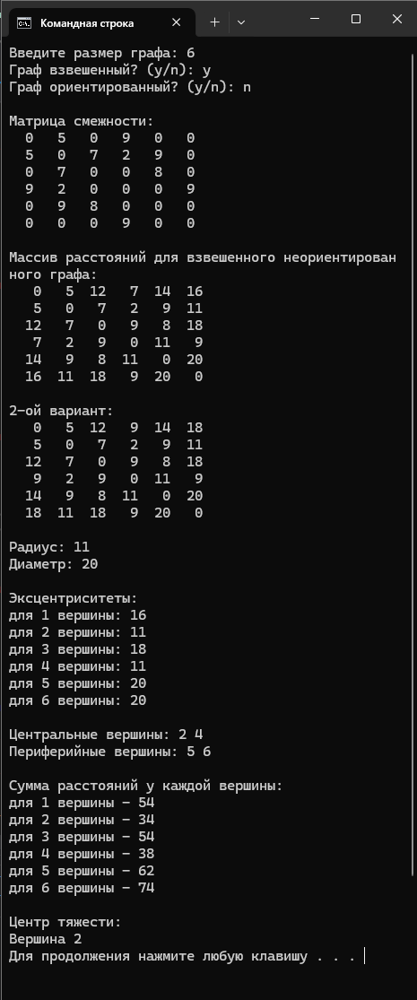 Командная строка
Введите размер графа: 6
Граф взвешенный? (y/n): y
Граф ориентированный? (y/n): n
Матрица смежности:
0 5 0 9 0 0
5 0 7 2 9 0
0 7 0 0 8 0
9 2 0 0 0 9
0 9 8 0 0 0
0 0 0 9 0 0
Массив расстояний для взвешенного неориентирован
ного графа:
0 5 12 7 14 16
5 0 7 2 9 11
12 7 0 9 8 18
7 2 9 0 11 9
14 9 8 11 0 20
16 11 18 9 20 0
2-ой вариант:
0 5 12 9 14 18
5 0 7 2 9 11
12 7 0 9 8 18
9 2 9 0 11 9
14 9 8 11 0 20
18 11 18 9 20 0
Радиус: 11
Диаметр: 20
Эксцентриситеты:
для 1 вершины: 16
для 2 вершины: 11
для 3 вершины: 18
для 4 вершины: 11
для 5 вершины: 20
для 6 вершины: 20
Центральные вершины: 2 4
Периферийные вершины: 5 6
Сумма расстояний у каждой вершины:
для 1 вершины - 54
для 2 вершины - 34
для 3 вершины - 54
для 4 вершины - 38
для 5 вершины - 62
для 6 вершины - 74
Центр тяжести:
Вершина 2
Для продолжения нажмите любую клавишу . . .